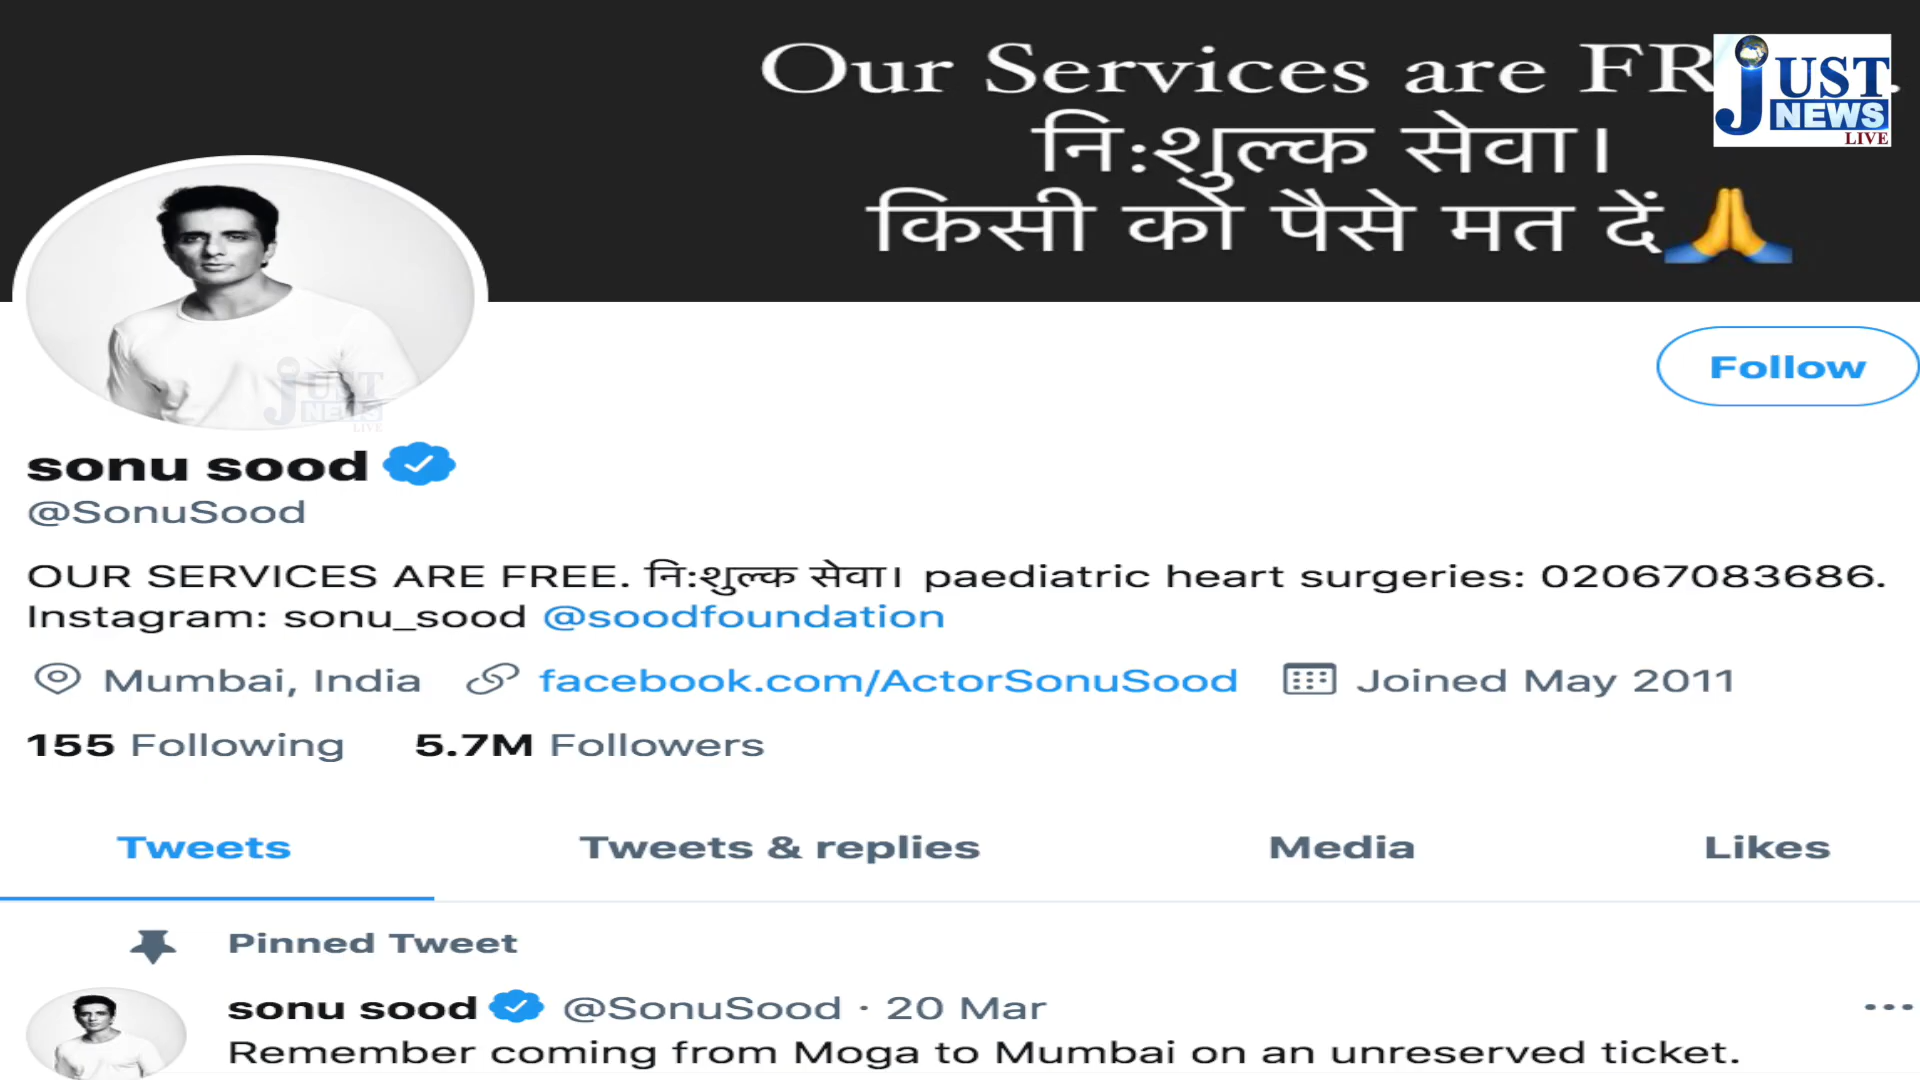 Our Services are FR
JUST
NEWS
LIVE
नि:शुल्क सेवा।
किसी को पैसे मत दें🙏
Follow
JUST
NEWS
LIVE
sonu sood
@SonuSood
OUR SERVICES ARE FREE. नि:शुल्क सेवा। paediatric heart surgeries: 02067083686.
Instagram: sonu_sood @soodfoundation
Mumbai, India facebook.com/ActorSonuSood Joined May 2011
155 Following 5.7M Followers
Tweets Tweets & replies Media Likes
Pinned Tweet
sonu sood @SonuSood · 20 Mar
Remember coming from Moga to Mumbai on an unreserved ticket.